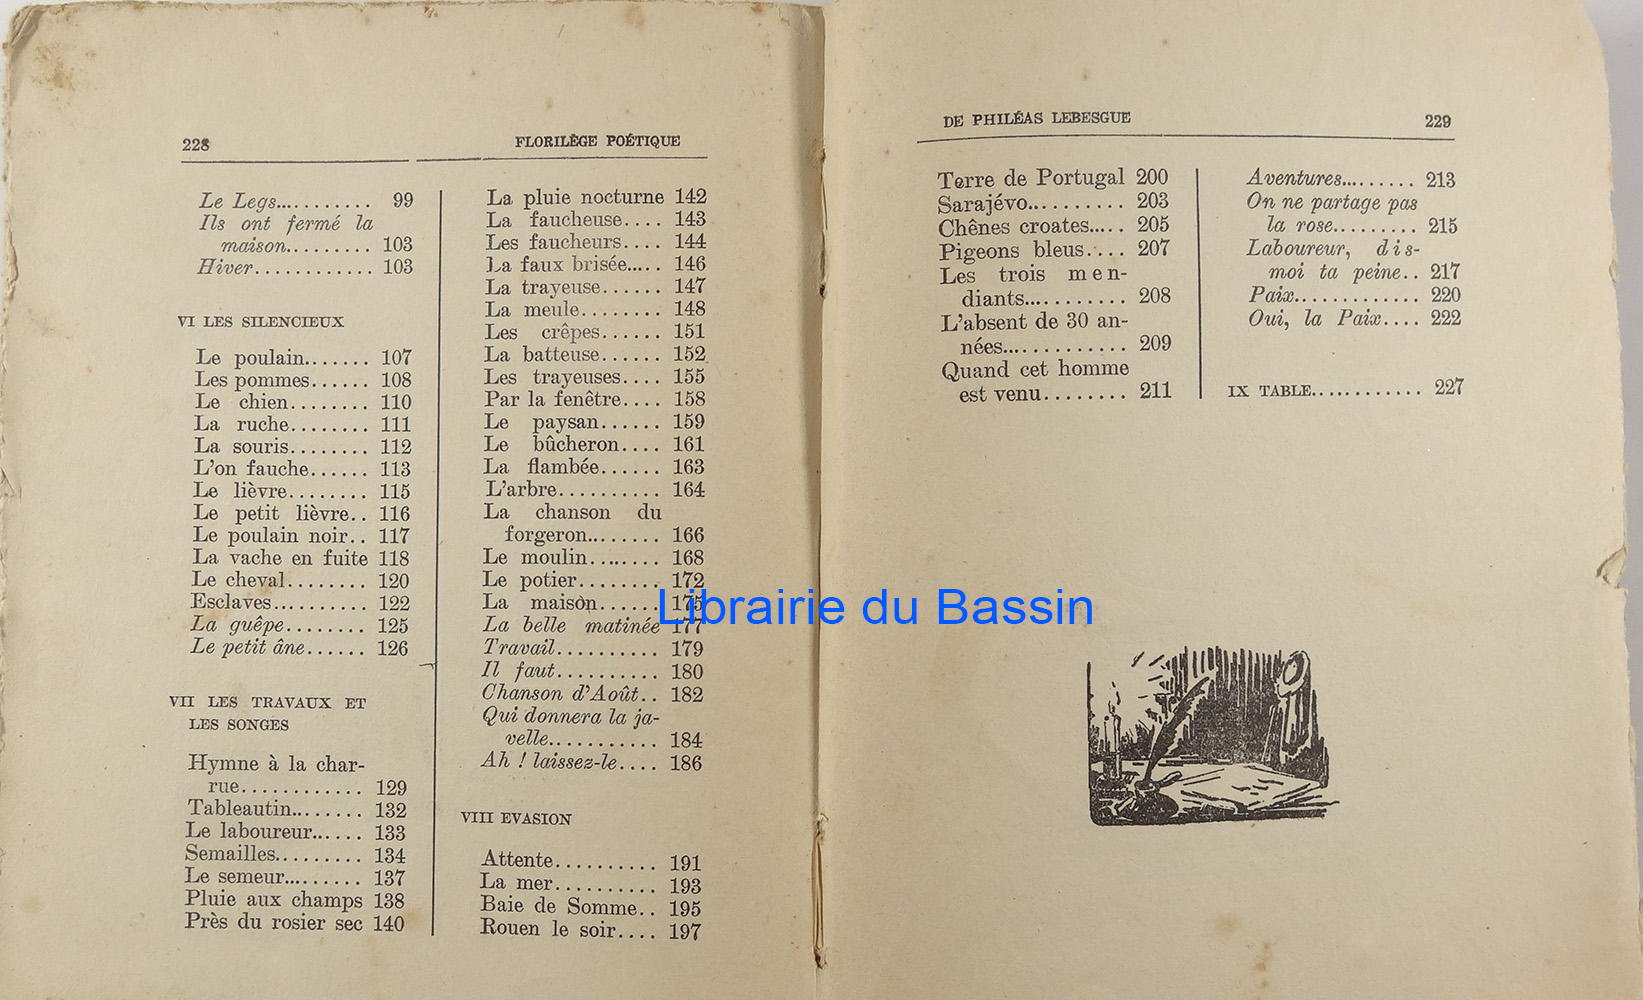 228
FLORILÈGE POÉTIQUE
Le Legs........... 99
Ils ont fermé la
maison......... 103
Hiver............ 103
VI LES SILENCIEUX
Le poulain....... 107
Les pommes...... 108
Le chien........ 110
La ruche........ 111
La souris........ 112
L'on fauche...... 113
Le lièvre........ 115
Le petit lièvre.. 116
Le poulain noir.. 117
La vache en fuite 118
Le cheval........ 120
Esclaves.......... 122
La guêpe........ 125
Le petit âne...... 126
VII LES TRAVAUX ET
LES SONGES
Hymne à la char-
rue............ 129
Tableautin....... 132
Le laboureur..... 133
Semailles......... 134
Le semeur........ 137
Pluie aux champs 138
Près du rosier sec 140
La pluie nocturne 142
La faucheuse.... 143
Les faucheurs.... 144
La faux brisée..... 146
La trayeuse...... 147
La meule........ 148
Les crêpes...... 151
La batteuse...... 152
Les trayeuses.... 155
Par la fenêtre.... 158
Le paysan...... 159
Le bûcheron.... 161
La flambée...... 163
L'arbre.......... 164
La chanson du
forgeron........ 166
Le moulin....... 168
Le potier........ 172
La maison...... 175
La belle matinée 177
Travail.......... 179
Il faut.......... 180
Chanson d'Août.. 182
Qui donnera la ja-
velle........... 184
Ah ! laissez-le.... 186
VIII EVASION
Attente.......... 191
La mer.......... 193
Baie de Somme.. 195
Rouen le soir.... 197
DE PHILÉAS LEBESGUE
229
Terre de Portugal 200
Sarajévo.......... 203
Chênes croates..... 205
Pigeons bleus.... 207
Les trois men-
diants.......... 208
L'absent de 30 an-
nées............. 209
Quand cet homme
est venu........ 211
Aventures........ 213
On ne partage pas
la rose......... 215
Laboureur, dis-
moi ta peine.. 217
Paix............. 220
Oui, la Paix.... 222
IX TABLE............ 227
Librairie du Bassin